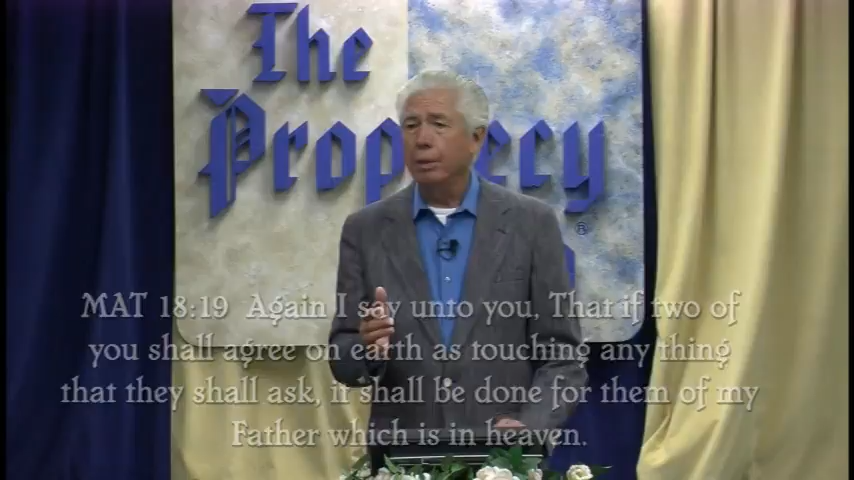 The
Prophecy
®
MAT 18:19 Again I say unto you, That if two of
you shall agree on earth as touching any thing
that they shall ask, it shall be done for them of my
Father which is in heaven.